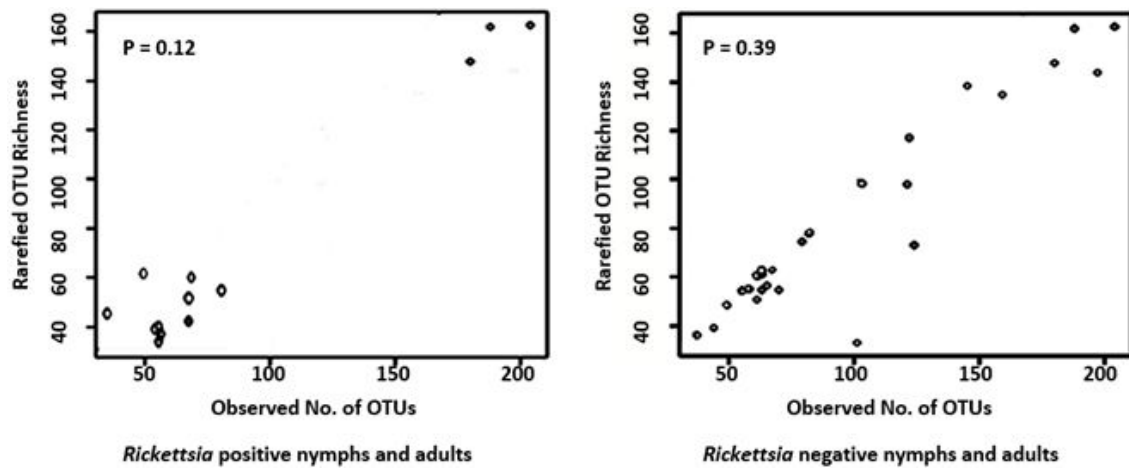 P = 0.12
Rarefied OTU Richness
160
140
120
100
80
60
40
50
100
150
200
Observed No. of OTUs
Rickettsia positive nymphs and adults
P = 0.39
Rarefied OTU Richness
160
140
120
100
80
60
40
50
100
150
200
Observed No. of OTUs
Rickettsia negative nymphs and adults